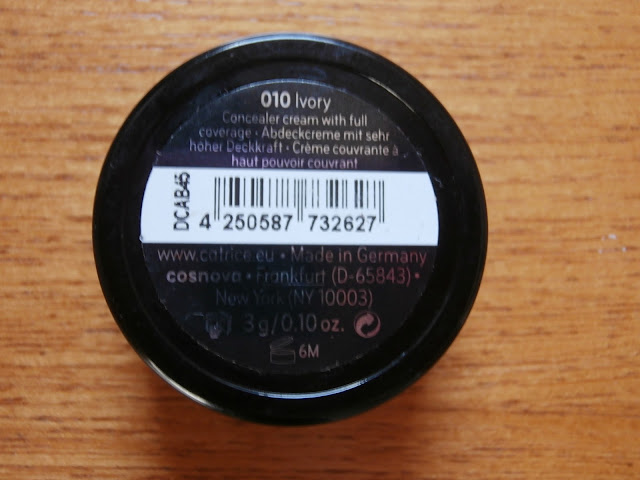 010 Ivory
Concealer cream with full
coverage · Abdeckcreme mit sehr
hoher Deckkraft · Crème couvrante à
haut pouvoir couvrant
DCAB45
4 250587 732627
www.catrice.eu · Made in Germany
cosnova · Frankfurt (D-65843) ·
New York (NY 10003)
3 g/0.10 oz.
6M